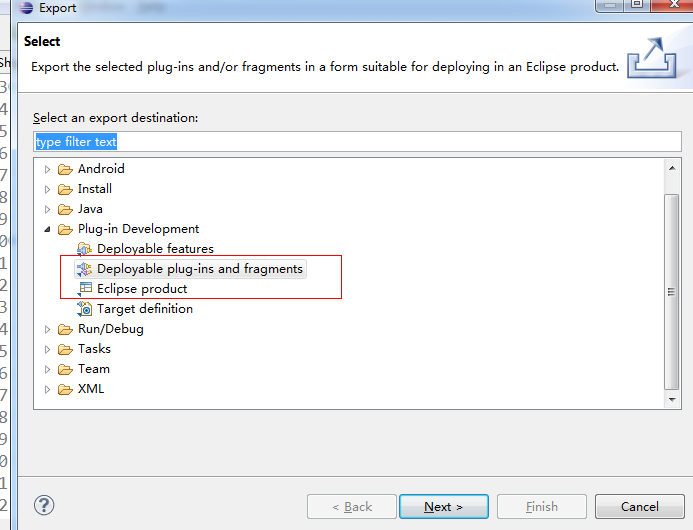 Export
Select
Export the selected plug-ins and/or fragments in a form suitable for deploying in an Eclipse product.
Select an export destination:
type filter text
Android
Install
Java
Plug-in Development
Deployable features
Deployable plug-ins and fragments
Eclipse product
Target definition
Run/Debug
Tasks
Team
XML
?
< Back
Next >
Finish
Cancel